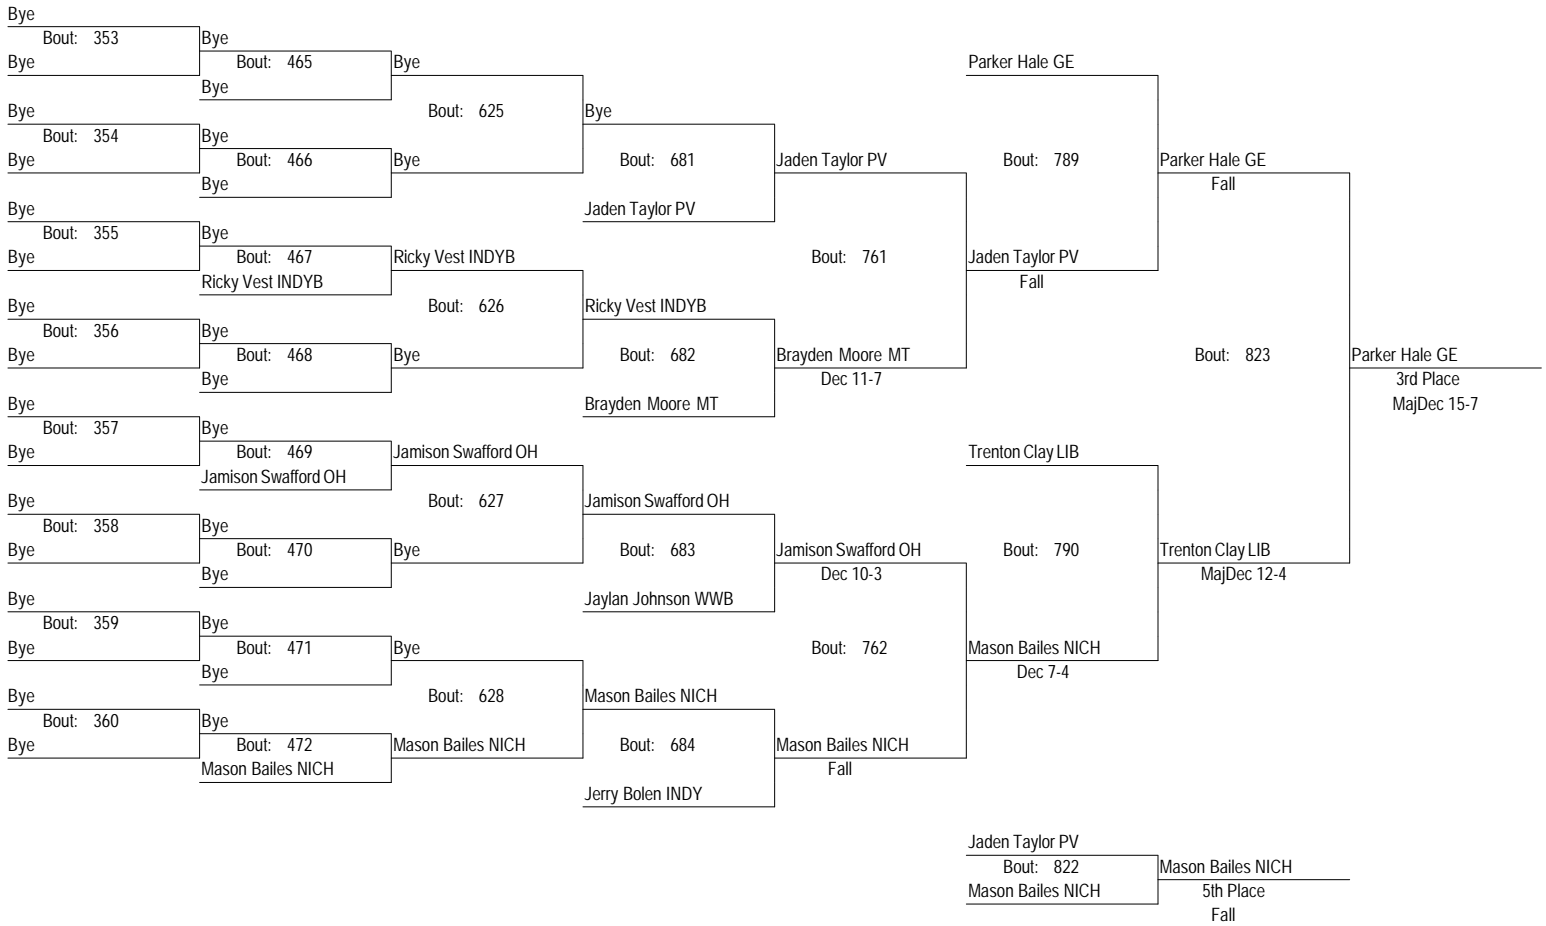 Bye
Bout: 353
Bye
Bye
Bout: 465
Bye
Bye
Bout: 354
Bye
Bye
Bout: 466
Bye
Bye
Bout: 625
Bye
Bye
Bout: 355
Bye
Bye
Bout: 467
Ricky Vest INDYB
Bye
Bout: 356
Bye
Bye
Bout: 468
Bye
Ricky Vest INDYB
Bout: 626
Bye
Bye
Bout: 357
Bye
Bye
Bout: 469
Jamison Swafford OH
Bye
Bout: 358
Bye
Bye
Bout: 470
Bye
Jamison Swafford OH
Bout: 627
Bye
Bye
Bout: 359
Bye
Bye
Bout: 471
Bye
Bye
Bout: 360
Bye
Bye
Bout: 472
Mason Bailes NICH
Bye
Bout: 628
Mason Bailes NICH
Bye
Bout: 681
Jaden Taylor PV
Ricky Vest INDYB
Bout: 682
Brayden Moore MT
Jamison Swafford OH
Bout: 683
Jaylan Johnson WWB
Mason Bailes NICH
Bout: 684
Jerry Bolen INDY
Jaden Taylor PV
Bout: 761
Brayden Moore MT
Dec 11-7
Jamison Swafford OH
Dec 10-3
Bout: 762
Mason Bailes NICH
Fall
Parker Hale GE
Bout: 789
Jaden Taylor PV
Fall
Trenton Clay LIB
Bout: 790
Mason Bailes NICH
Dec 7-4
Parker Hale GE
Fall
Bout: 823
Trenton Clay LIB
MajDec 12-4
Parker Hale GE
3rd Place
MajDec 15-7
Jaden Taylor PV
Bout: 822
Mason Bailes NICH
Mason Bailes NICH
5th Place
Fall